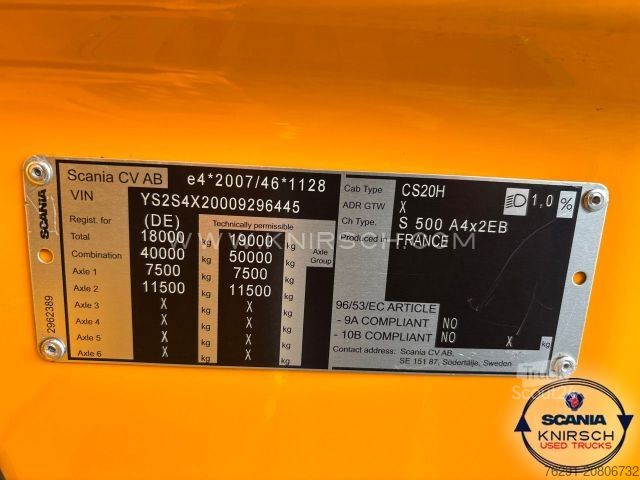 SCANIA
2962389
Scania CV AB e4*2007/46*1128
VIN YS2S4X20009296445
Regist. for (DE) Technically permissible
Total 18000 kg 19000 kg
Combination 40000 kg 50000 kg Axle Group
Axle 1 7500 kg 7500 kg
Axle 2 11500 kg 11500 kg
Axle 3 X kg X kg
Axle 4 X kg X kg
Axle 5 X kg X kg
Axle 6 X kg X kg
Cab Type CS20H 1,0 %
ADR GTW X
Ch Type. S 500 A4x2EB
Produced in FRANCE
96/53/EC ARTICLE
- 9A COMPLIANT NO
- 10B COMPLIANT NO X kg
Contact address: Scania CV AB,
SE 151 87, Södertälje, Sweden
WWW.KNIRSCH.COM
Truck
Scout24
SCANIA
KNIRSCH
USED TRUCKS
76291-20806732